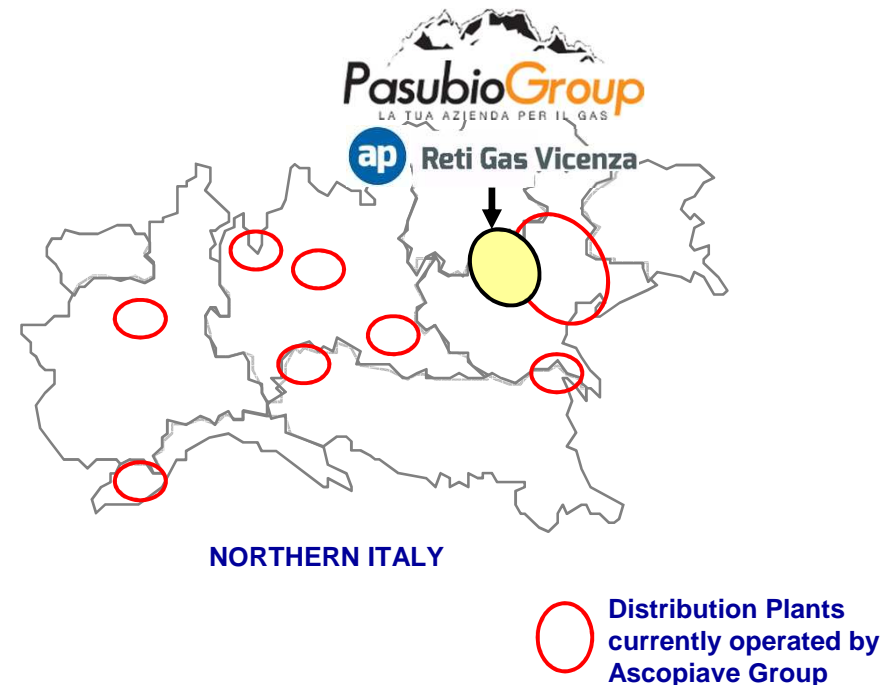 PasubioGroup
LA TUA AZIENDA PER IL GAS
ap Reti Gas Vicenza
NORTHERN ITALY
Distribution Plants
currently operated by
Ascopiave Group